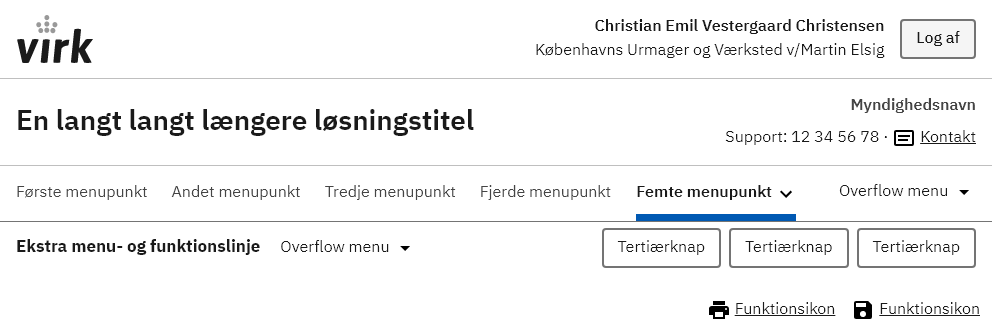 virk
Christian Emil Vestergaard Christensen
Københavns Urmager og Værksted v/Martin Elsig
Log af
En langt langt længere løsningstitel
Myndighedsnavn
Support: 12 34 56 78 · Kontakt
Første menupunkt Andet menupunkt Tredje menupunkt Fjerde menupunkt Femte menupunkt Overflow menu
Ekstra menu- og funktionslinje Overflow menu Tertiærknap Tertiærknap Tertiærknap
Funktionsikon Funktionsikon